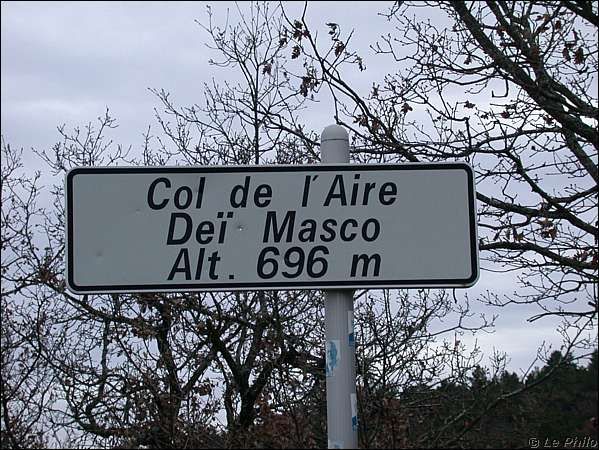 Col de l'Aire
Deï Masco
Alt. 696 m
© Le Philo